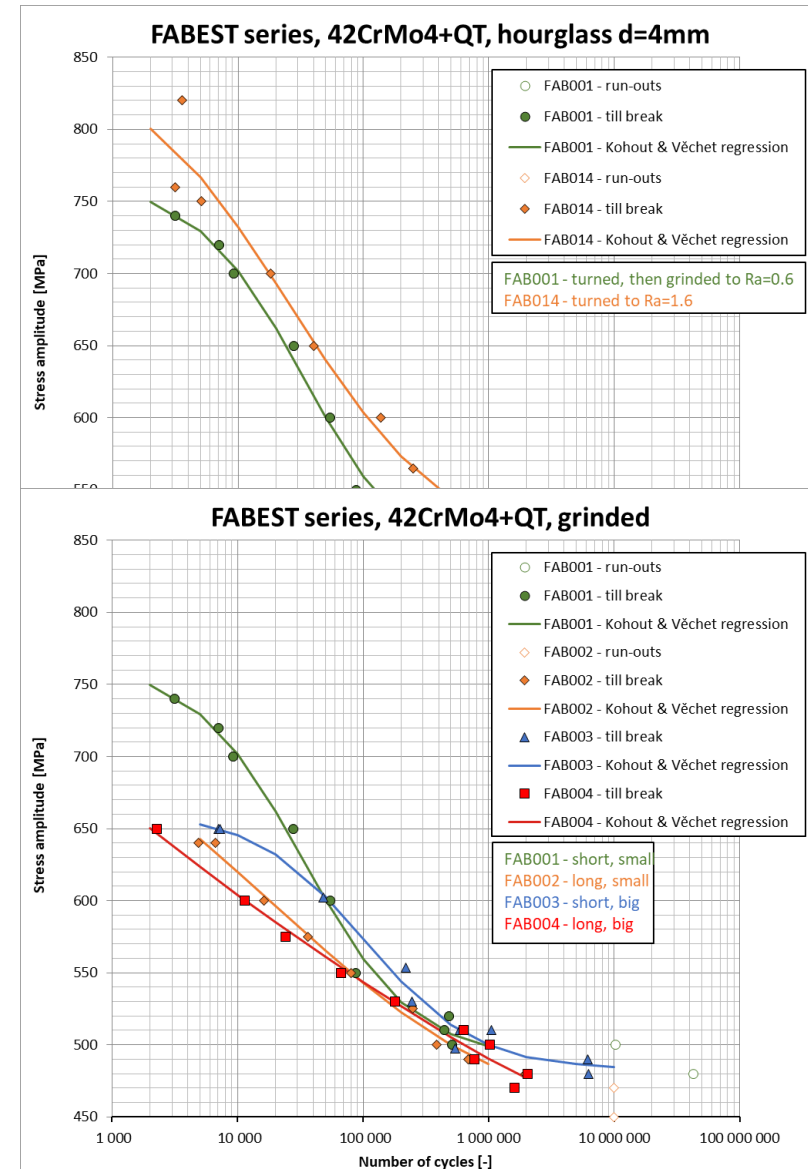 FABEST series, 42CrMo4+QT, hourglass d=4mm
850
800
750
700
650
600
550
Stress amplitude [MPa]
FAB001 - run-outs
FAB001 - till break
FAB001 - Kohout & Věchet regression
FAB014 - run-outs
FAB014 - till break
FAB014 - Kohout & Věchet regression
FAB001 - turned, then grinded to Ra=0.6
FAB014 - turned to Ra=1.6
FABEST series, 42CrMo4+QT, grinded
850
800
750
700
650
600
550
500
450
Stress amplitude [MPa]
FAB001 - run-outs
FAB001 - till break
FAB001 - Kohout & Věchet regression
FAB002 - run-outs
FAB002 - till break
FAB002 - Kohout & Věchet regression
FAB003 - till break
FAB003 - Kohout & Věchet regression
FAB004 - till break
FAB004 - Kohout & Věchet regression
FAB001 - short, small
FAB002 - long, small
FAB003 - short, big
FAB004 - long, big
1 000 10 000 100 000 1 000 000 10 000 000 100 000 000
Number of cycles [-]